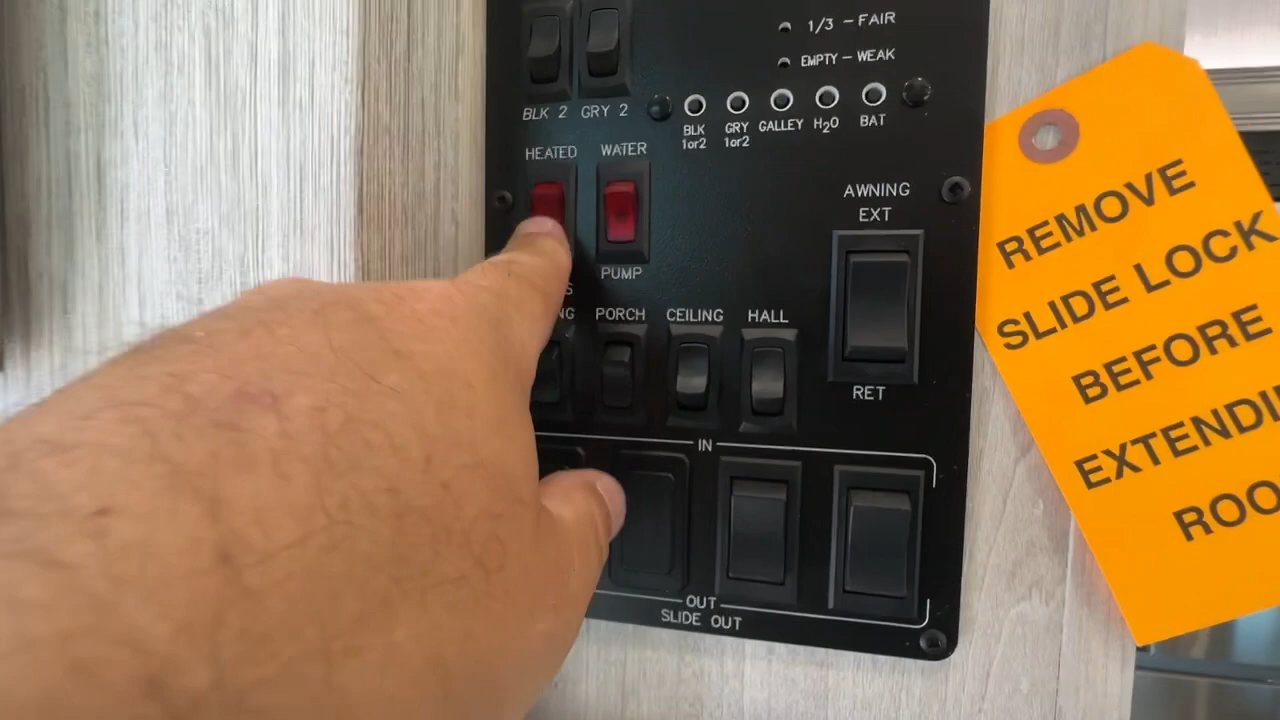 1/3 - FAIR
EMPTY - WEAK
BLK 2 GRY 2
BLK 1or2
GRY 1or2
GALLEY
H2O
BAT
HEATED
WATER
PUMP
AWNING
EXT
RET
PORCH
CEILING
HALL
IN
OUT
SLIDE OUT
REMOVE
SLIDE LOCK
BEFORE